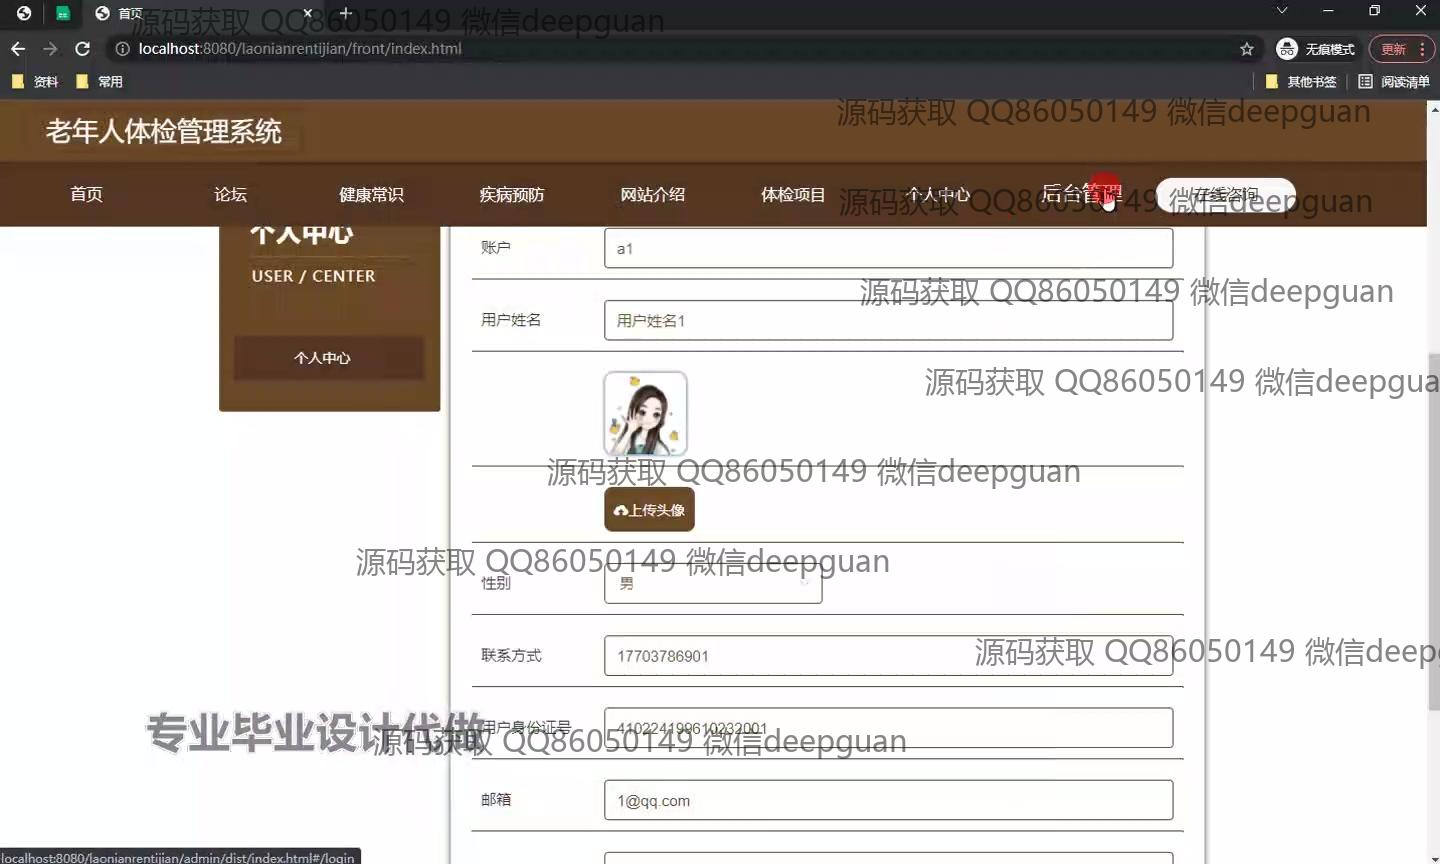 首页
源码获取 QQ86050149 微信deepguan
localhost:8080/laonianrentijian/front/index.html
无痕模式
更新
资料
常用
其他书签
阅读清单
源码获取 QQ86050149 微信deepguan
老年人体检管理系统
首页
论坛
健康常识
疾病预防
网站介绍
体检项目
个人中心
后台管理
在线咨询
源码获取 QQ86050149 微信deepguan
个人中心
USER / CENTER
个人中心
账户
a1
源码获取 QQ86050149 微信deepguan
用户姓名
用户姓名1
源码获取 QQ86050149 微信deepgua
源码获取 QQ86050149 微信deepguan
上传头像
源码获取 QQ86050149 微信deepguan
性别
男
联系方式
17703786901
源码获取 QQ86050149 微信deep
专业毕业设计代做
用户身份证号
410224199610232001
源码获取 QQ86050149 微信deepguan
邮箱
1@qq.com
localhost:8080/laonianrentijian/admin/dist/index.html#/login